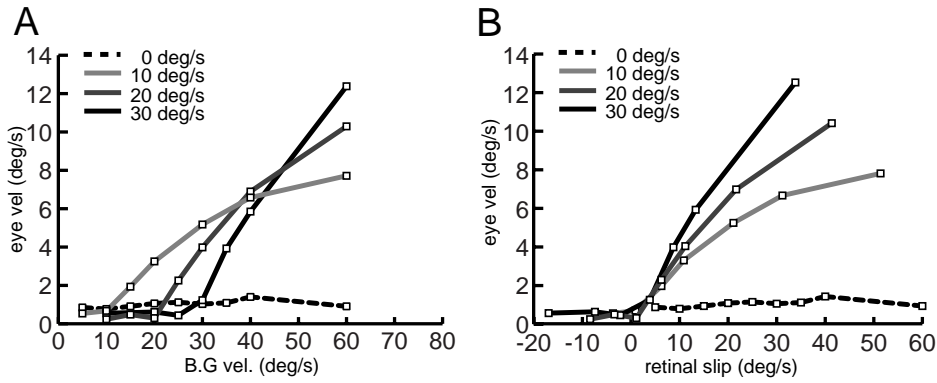 A
eye vel (deg/s)
14
12
10
8
6
4
2
0
0 deg/s
10 deg/s
20 deg/s
30 deg/s
0 10 20 30 40 50 60 70 80
B.G vel. (deg/s)
B
eye vel (deg/s)
14
12
10
8
6
4
2
0
0 deg/s
10 deg/s
20 deg/s
30 deg/s
-20 -10 0 10 20 30 40 50 60
retinal slip (deg/s)